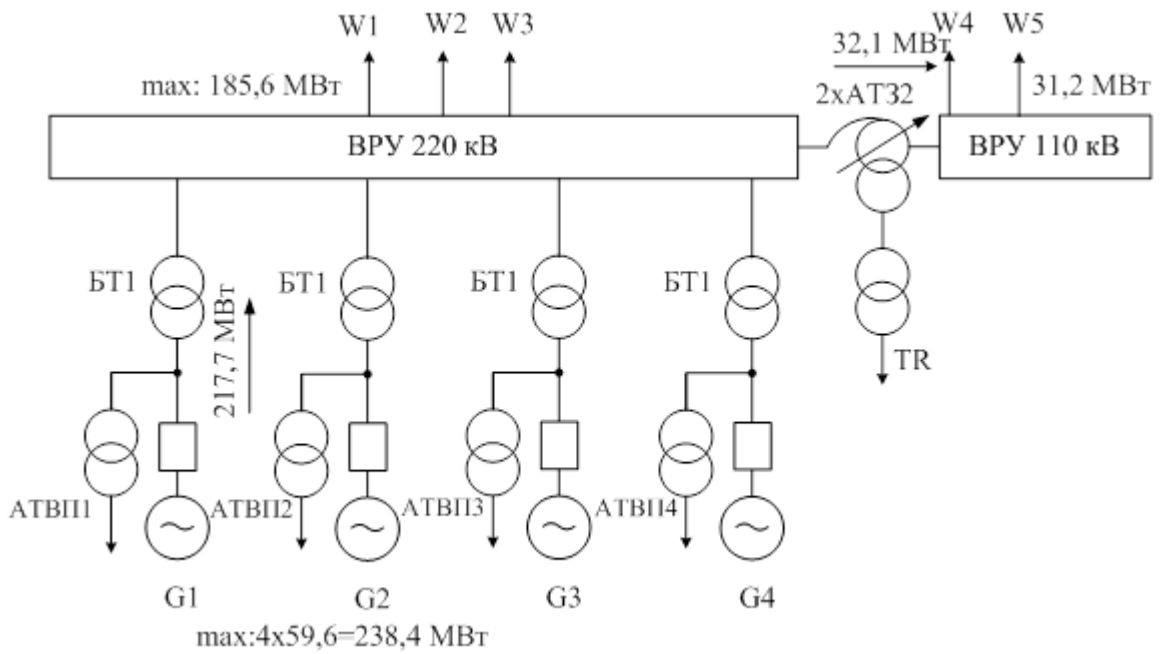 W1 W2 W3 W4 W5
32,1 МВт
max: 185,6 МВт
31,2 МВт
2xАТЗ2
ВРУ 220 кВ
ВРУ 110 кВ
БТ1
БТ1
БТ1
БТ1
217,7 МВт
TR
АТВП1
АТВП2
АТВП3
АТВП4
G1 G2 G3 G4
max:4x59,6=238,4 МВт